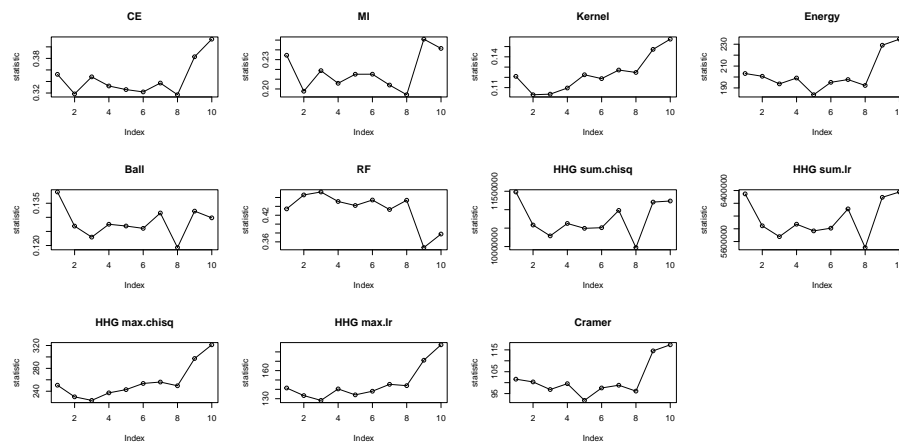 CE
statistic
0.32 0.38
2 4 6 8 10
Index
MI
statistic
0.20 0.23
2 4 6 8 10
Index
Kernel
statistic
0.11 0.14
2 4 6 8 10
Index
Energy
statistic
190 210 230
2 4 6 8
Index
Ball
statistic
0.120 0.135
2 4 6 8 10
Index
RF
statistic
0.36 0.42
2 4 6 8 10
Index
HHG sum.chisq
statistic
2 4 6 8 10
Index
HHG sum.lr
statistic
2 4 6 8
Index
HHG max.chisq
statistic
240 280 320
2 4 6 8 10
Index
HHG max.lr
statistic
130 160
2 4 6 8 10
Index
Cramer
statistic
95 105 115
2 4 6 8 10
Index